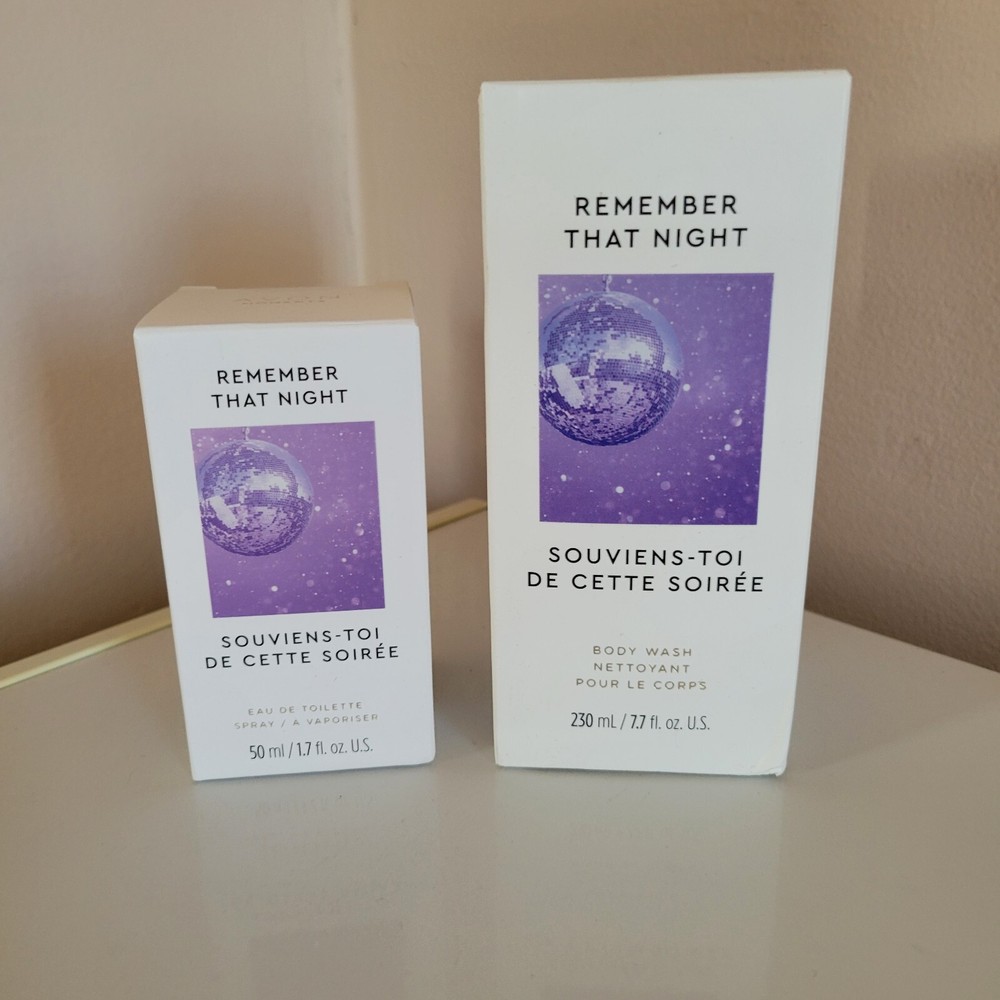 REMEMBER
THAT NIGHT
SOUVIENS-TOI
DE CETTE SOIRÉE
EAU DE TOILETTE
SPRAY / A VAPORISER
50 ml / 1.7 fl. oz. U.S.
REMEMBER
THAT NIGHT
SOUVIENS-TOI
DE CETTE SOIRÉE
BODY WASH
NETTOYANT
POUR LE CORPS
230 mL / 7.7 fl. oz. U.S.